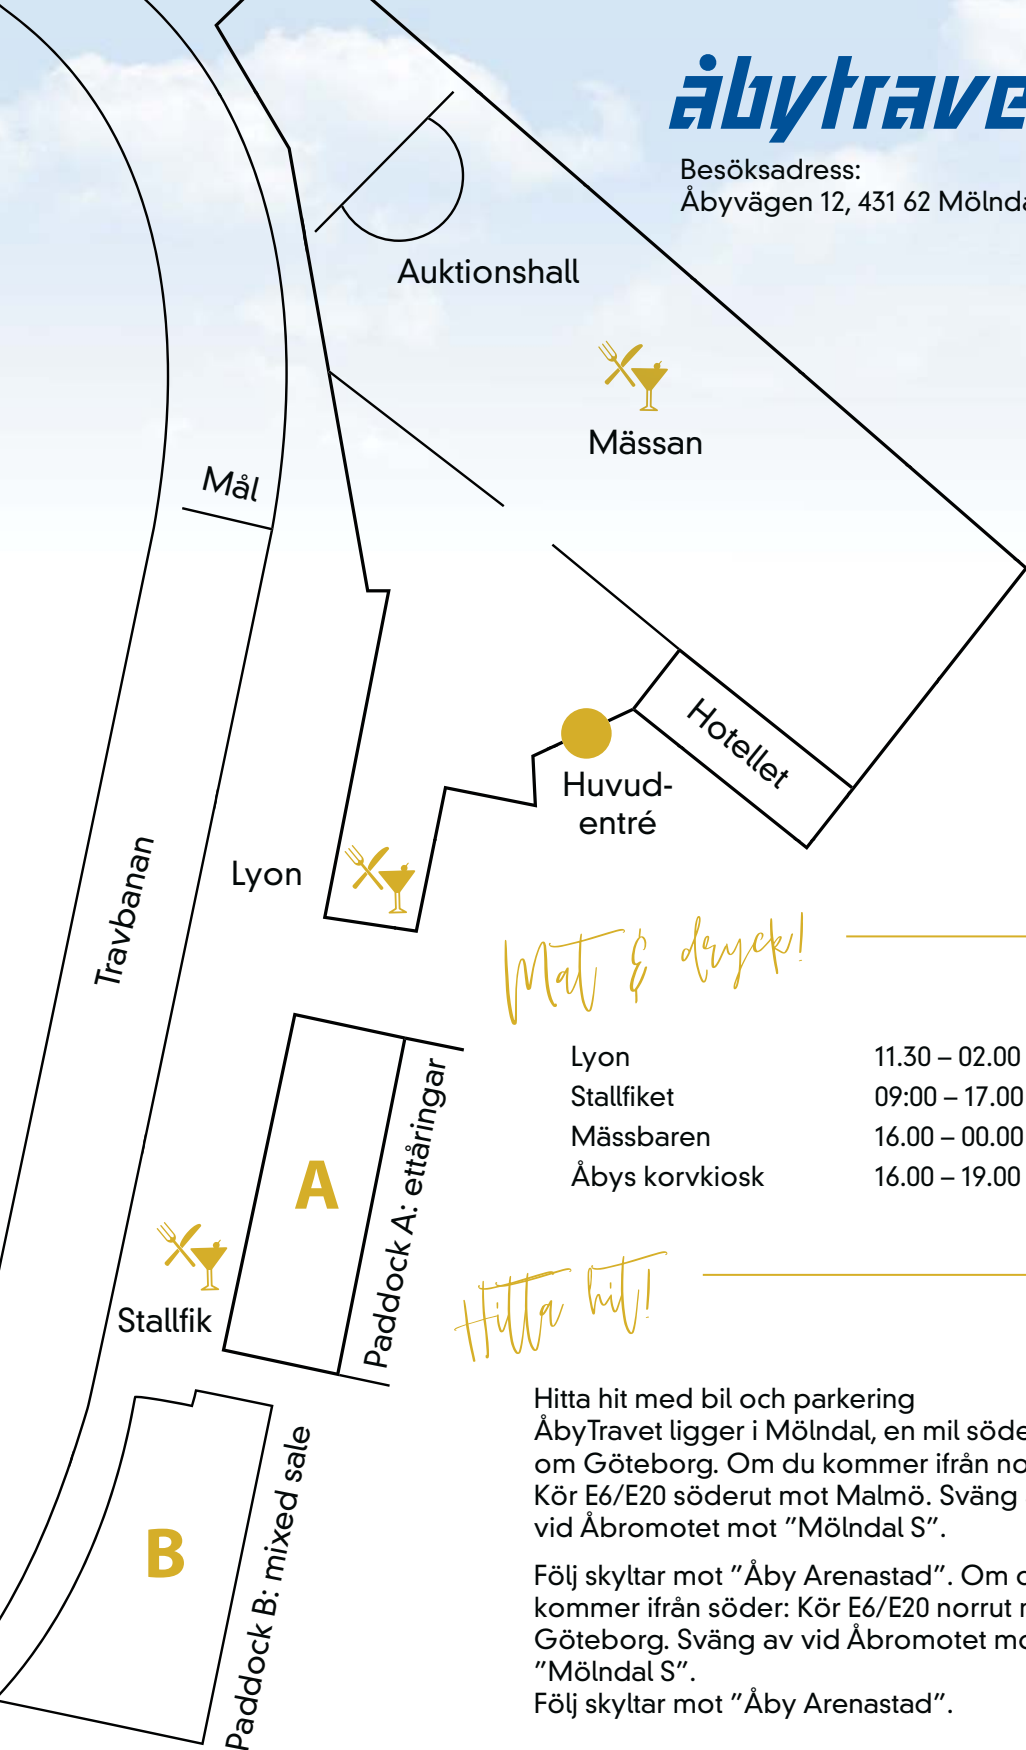 åbytrave
Besöksadress:
Åbyvägen 12, 431 62 Mölnda
Auktionshall
Mässan
Mål
Hotellet
Huvud-
entré
Travbanan
Lyon
Mat & dryck!
Lyon 11.30 – 02.00
Stallfiket 09:00 – 17.00
Mässbaren 16.00 – 00.00
Åbys korvkiosk 16.00 – 19.00
A
Paddock A: ettåringar
Stallfik
Hitta hit!
B
Paddock B: mixed sale
Hitta hit med bil och parkering
ÅbyTravet ligger i Mölndal, en mil söde
om Göteborg. Om du kommer ifrån no
Kör E6/E20 söderut mot Malmö. Sväng
vid Åbromotet mot ”Mölndal S”.
Följ skyltar mot ”Åby Arenastad”. Om d
kommer ifrån söder: Kör E6/E20 norrut m
Göteborg. Sväng av vid Åbromotet mo
”Mölndal S”.
Följ skyltar mot ”Åby Arenastad”.